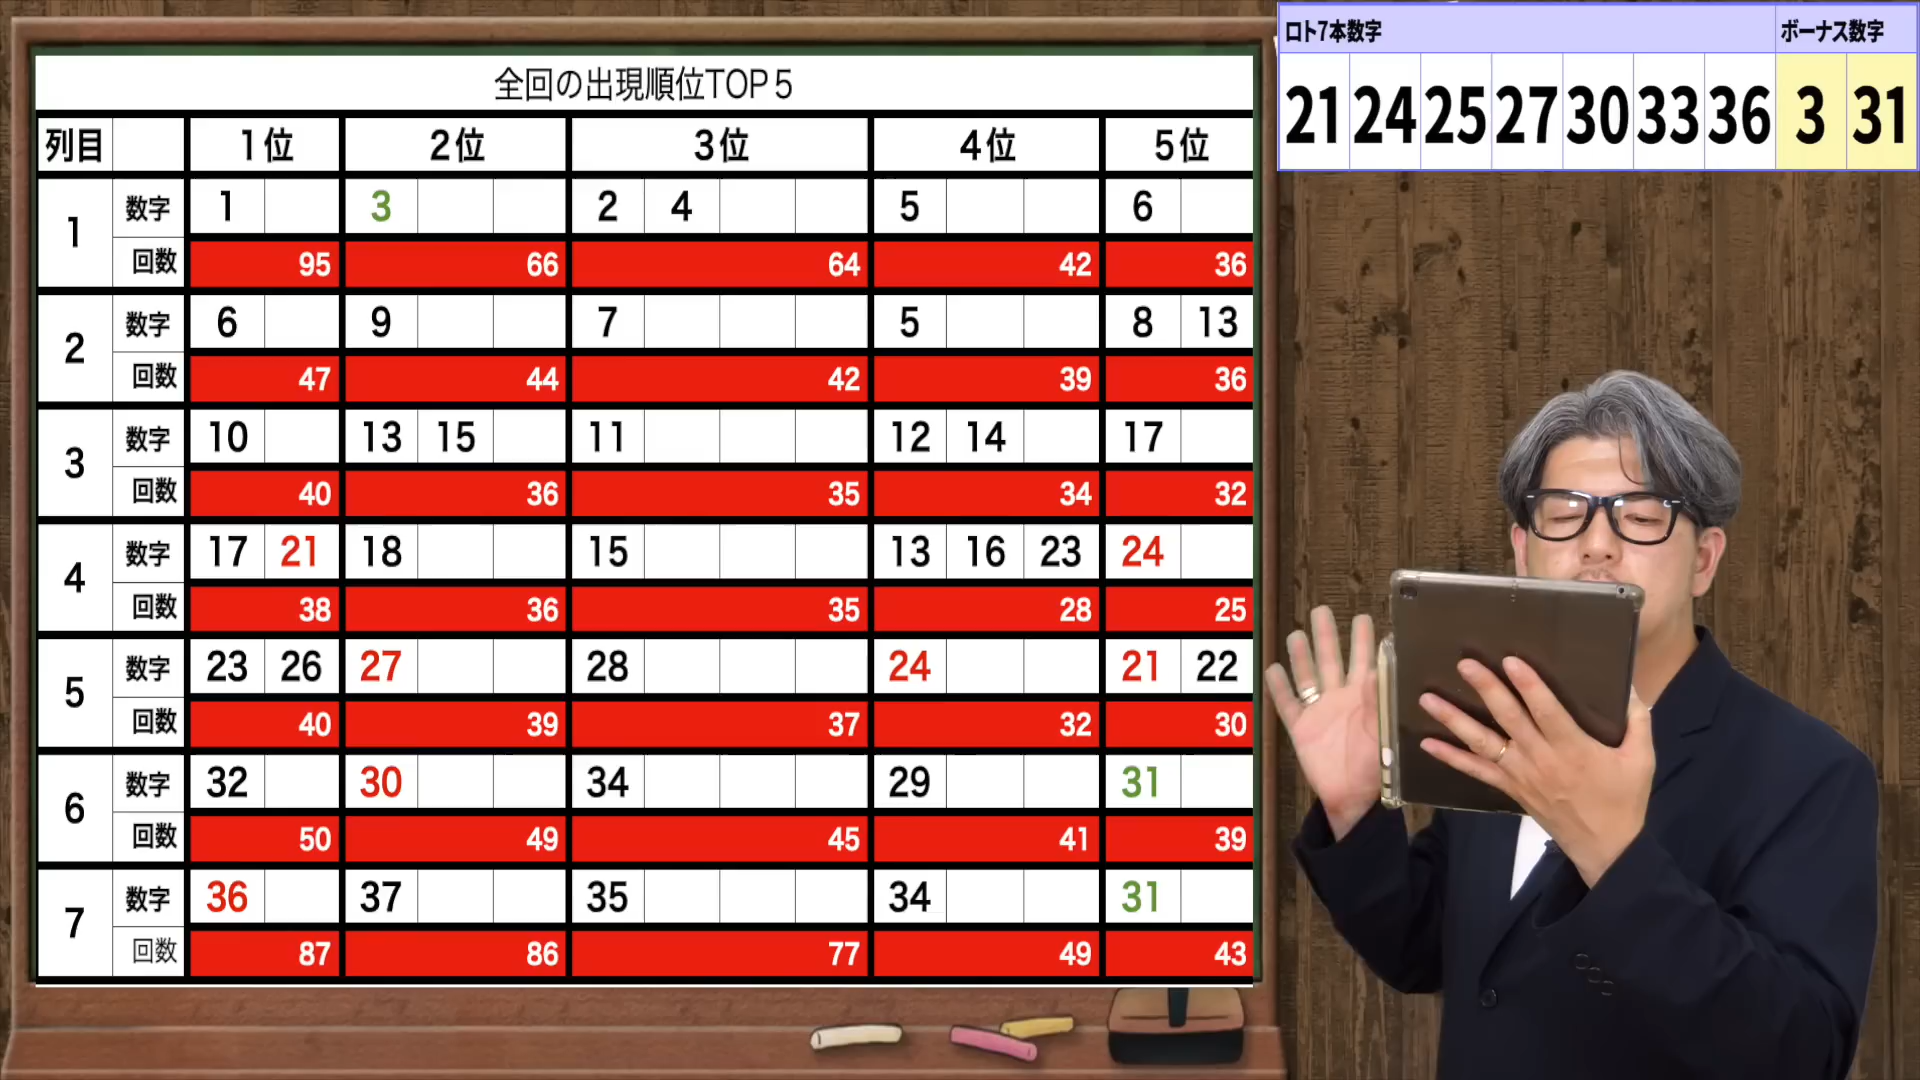 全回の出現順位TOP5
列目 1位 2位 3位 4位 5位
1 数字 1 3 2 4 5 6
回数 95 66 64 42 36
2 数字 6 9 7 5 8 13
回数 47 44 42 39 36
3 数字 10 13 15 11 12 14 17
回数 40 36 35 34 32
4 数字 17 21 18 15 13 16 23 24
回数 38 36 35 28 25
5 数字 23 26 27 28 24 21 22
回数 40 39 37 32 30
6 数字 32 30 34 29 31
回数 50 49 45 41 39
7 数字 36 37 35 34 31
回数 87 86 77 49 43
ロト7本数字 ボーナス数字
21 24 25 27 30 33 36 3 31